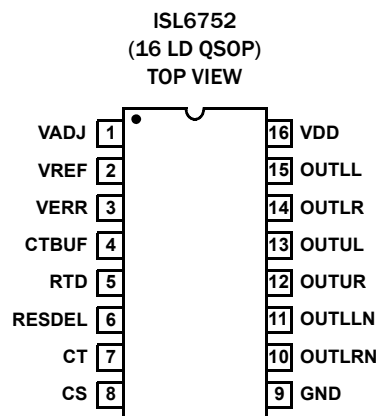 ISL6752
(16 LD QSOP)
TOP VIEW
VADJ 1 16 VDD
VREF 2 15 OUTLL
VERR 3 14 OUTLR
CTBUF 4 13 OUTUL
RTD 5 12 OUTUR
RESDEL 6 11 OUTLLN
CT 7 10 OUTLRN
CS 8 9 GND